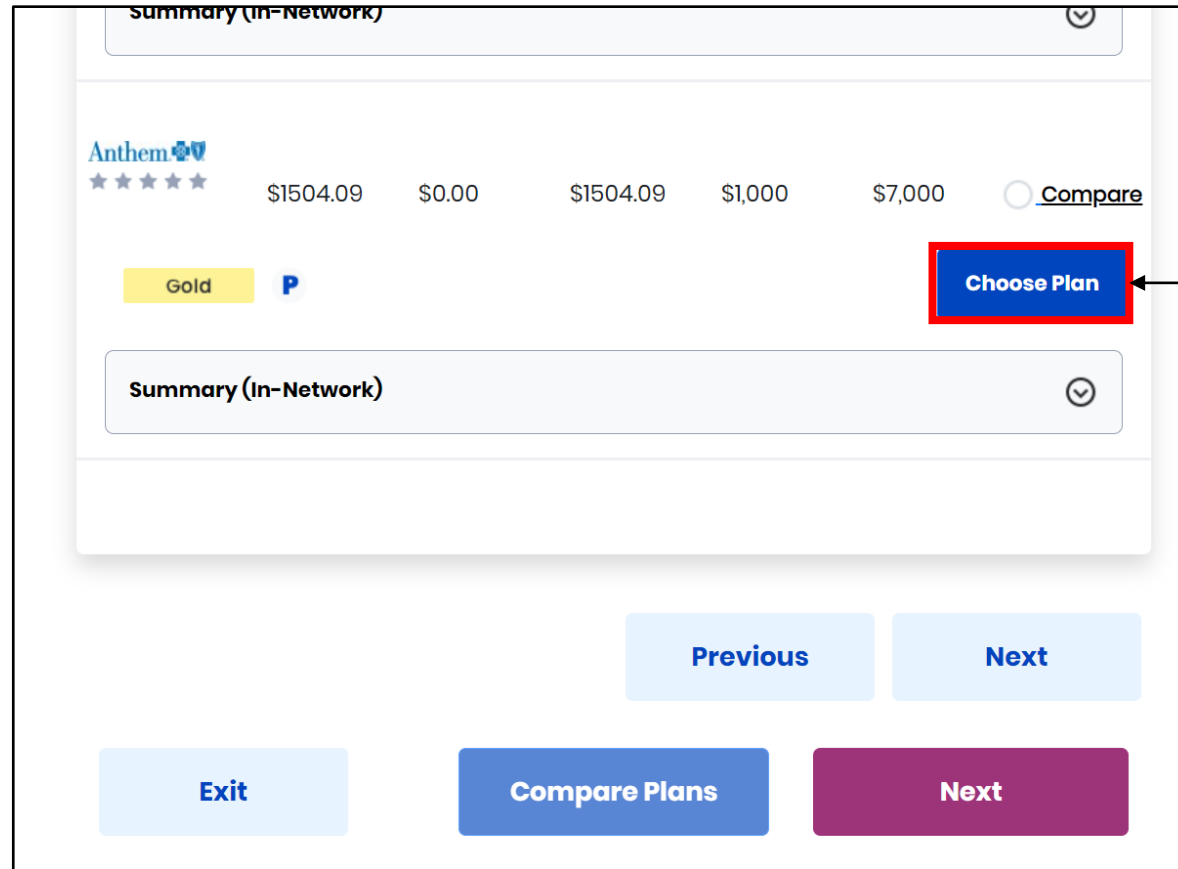 Summary (In-Network)
Anthem
$1504.09 $0.00 $1504.09 $1,000 $7,000 Compare
Gold P Choose Plan
Summary (In-Network)
Previous Next
Exit Compare Plans Next